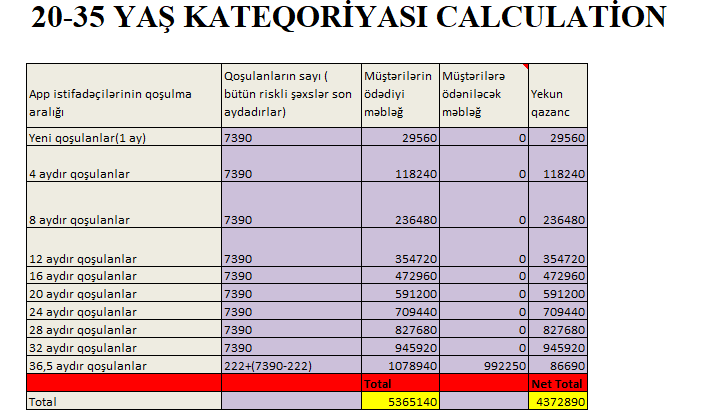 20-35 YAŞ KATEQORİYASI CALCULATİON
App istifadəçilərinin qoşulma aralığı Qoşulanların sayı ( bütün riskli şəxslər son aydadırlar) Müştərilərin ödədiyi məbləğ Müştərilərə ödəniləcək məbləğ Yekun qazanc
Yeni qoşulanlar(1 ay) 7390 29560 0 29560
4 aydır qoşulanlar 7390 118240 0 118240
8 aydır qoşulanlar 7390 236480 0 236480
12 aydır qoşulanlar 7390 354720 0 354720
16 aydır qoşulanlar 7390 472960 0 472960
20 aydır qoşulanlar 7390 591200 0 591200
24 aydır qoşulanlar 7390 709440 0 709440
28 aydır qoşulanlar 7390 827680 0 827680
32 aydır qoşulanlar 7390 945920 0 945920
36,5 aydır qoşulanlar 222+(7390-222) 1078940 992250 86690
Total Net Total
Total 5365140 4372890